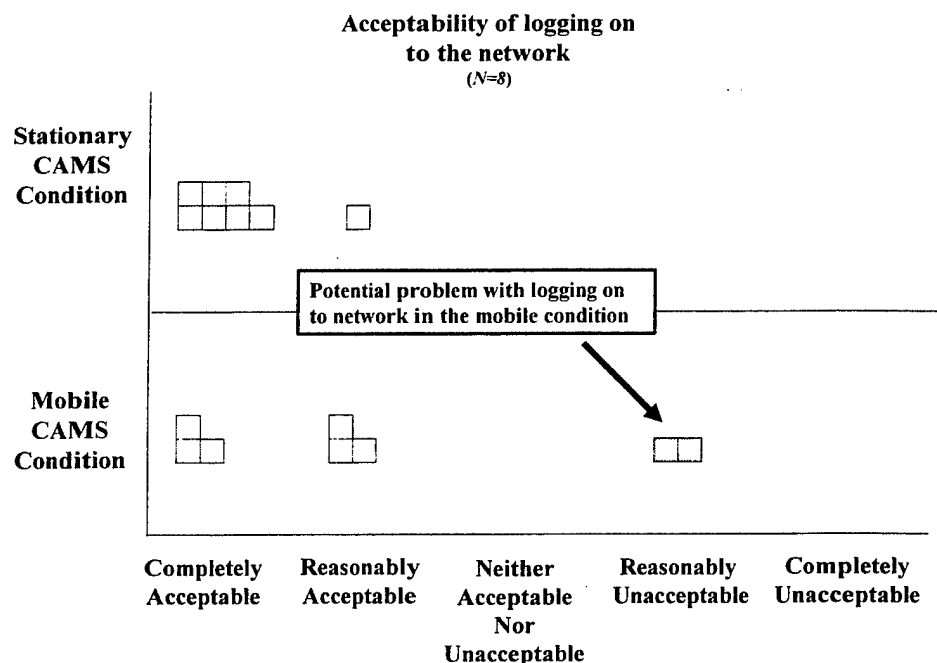 Acceptability of logging on
to the network
(N=8)
Stationary
CAMS
Condition
Potential problem with logging on
to network in the mobile condition
Mobile
CAMS
Condition
Completely
Acceptable
Reasonably
Acceptable
Neither
Acceptable
Nor
Unacceptable
Reasonably
Unacceptable
Completely
Unacceptable